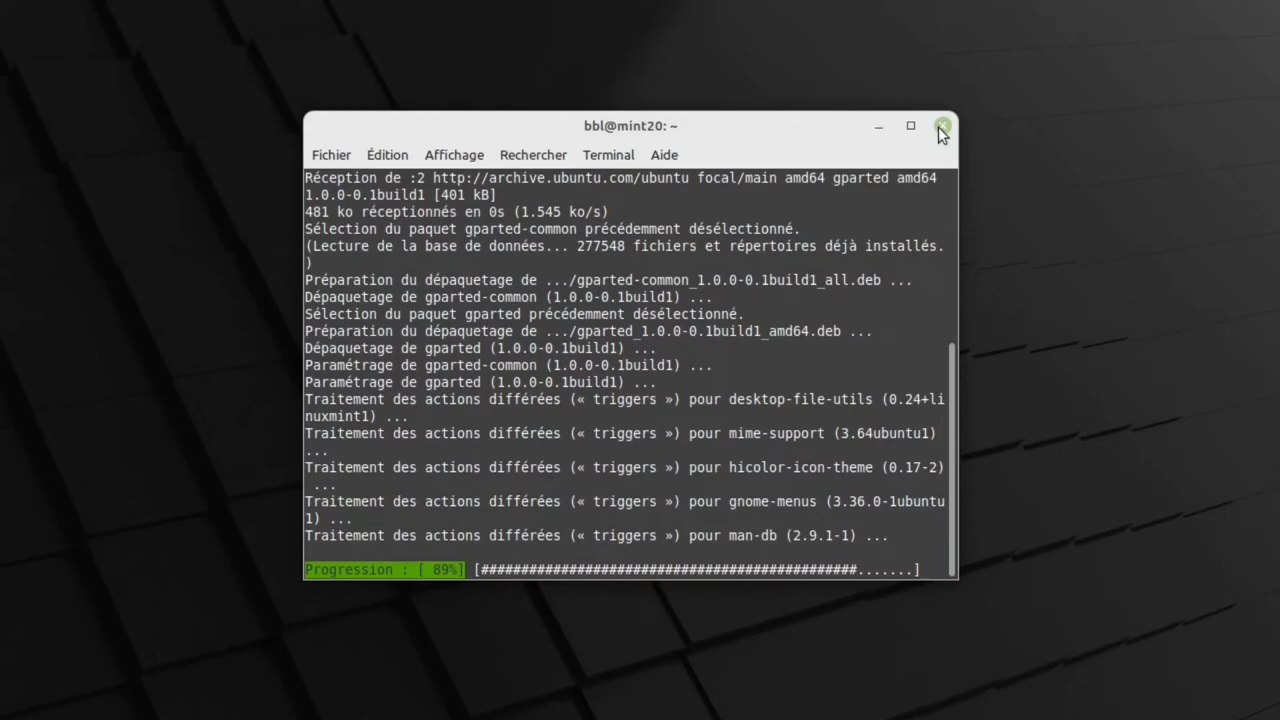 bbl@mint20: ~
Fichier Édition Affichage Rechercher Terminal Aide
Réception de :2 http://archive.ubuntu.com/ubuntu focal/main amd64 gparted amd64
1.0.0-0.1build1 [401 kB]
481 ko réceptionnés en 0s (1.545 ko/s)
Sélection du paquet gparted-common précédemment désélectionné.
(Lecture de la base de données... 277548 fichiers et répertoires déjà installés.
)
Préparation du dépaquetage de .../gparted-common_1.0.0-0.1build1_all.deb ...
Dépaquetage de gparted-common (1.0.0-0.1build1) ...
Sélection du paquet gparted précédemment désélectionné.
Préparation du dépaquetage de .../gparted_1.0.0-0.1build1_amd64.deb ...
Dépaquetage de gparted (1.0.0-0.1build1) ...
Paramétrage de gparted-common (1.0.0-0.1build1) ...
Paramétrage de gparted (1.0.0-0.1build1) ...
Traitement des actions différées (« triggers ») pour desktop-file-utils (0.24+li
nuxmint1) ...
Traitement des actions différées (« triggers ») pour mime-support (3.64ubuntu1)
...
Traitement des actions différées (« triggers ») pour hicolor-icon-theme (0.17-2)
...
Traitement des actions différées (« triggers ») pour gnome-menus (3.36.0-1ubuntu
1) ...
Traitement des actions différées (« triggers ») pour man-db (2.9.1-1) ...
Progression : [ 89%] [###############################################.......]